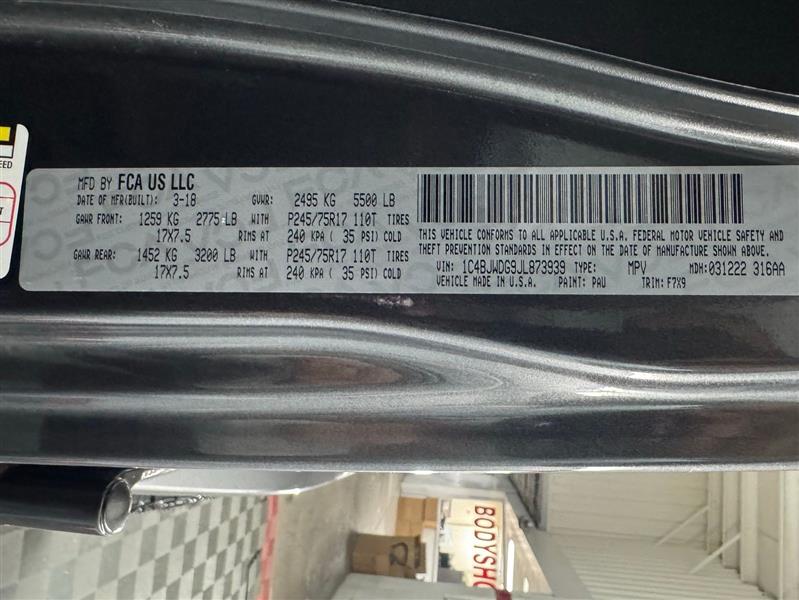 MFD BY FCA US LLC
DATE OF MFR(BUILT): 3-18 GVWR: 2495 KG 5500 LB
GAWR FRONT: 1259 KG 2775 LB WITH P245/75R17 110T TIRES
17X7.5 RIMS AT 240 KPA ( 35 PSI) COLD
GAWR REAR: 1452 KG 3200 LB WITH P245/75R17 110T TIRES
17X7.5 RIMS AT 240 KPA ( 35 PSI) COLD
THIS VEHICLE CONFORMS TO ALL APPLICABLE U.S.A. FEDERAL MOTOR VEHICLE SAFETY AND
THEFT PREVENTION STANDARDS IN EFFECT ON THE DATE OF MANUFACTURE SHOWN ABOVE.
VIN: 1C4BJWDG9JL873939 TYPE: MPV MDH: 031222 316AA
VEHICLE MADE IN U.S.A. PAINT: PAU TRIM: F7X9
BODYSHO